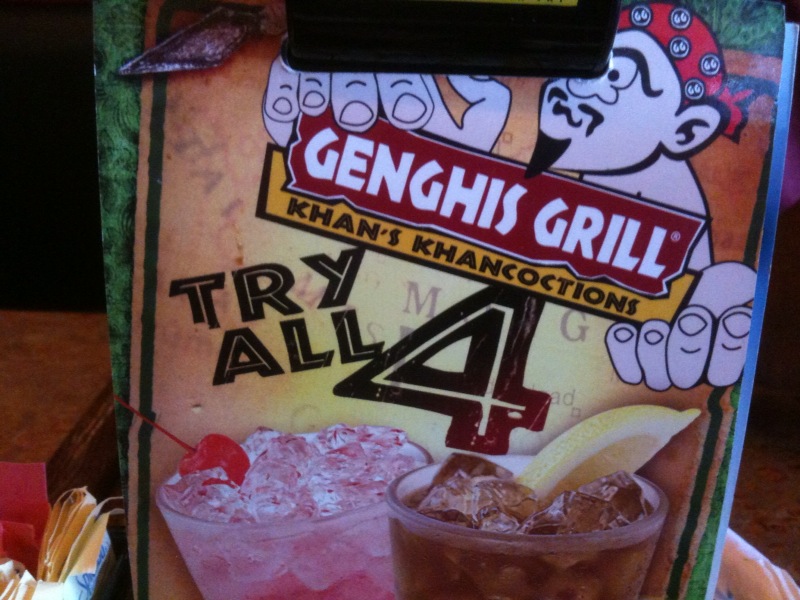 GENGHIS GRILL®
KHAN'S KHANCOCTIONS
TRY
ALL 4
M
G